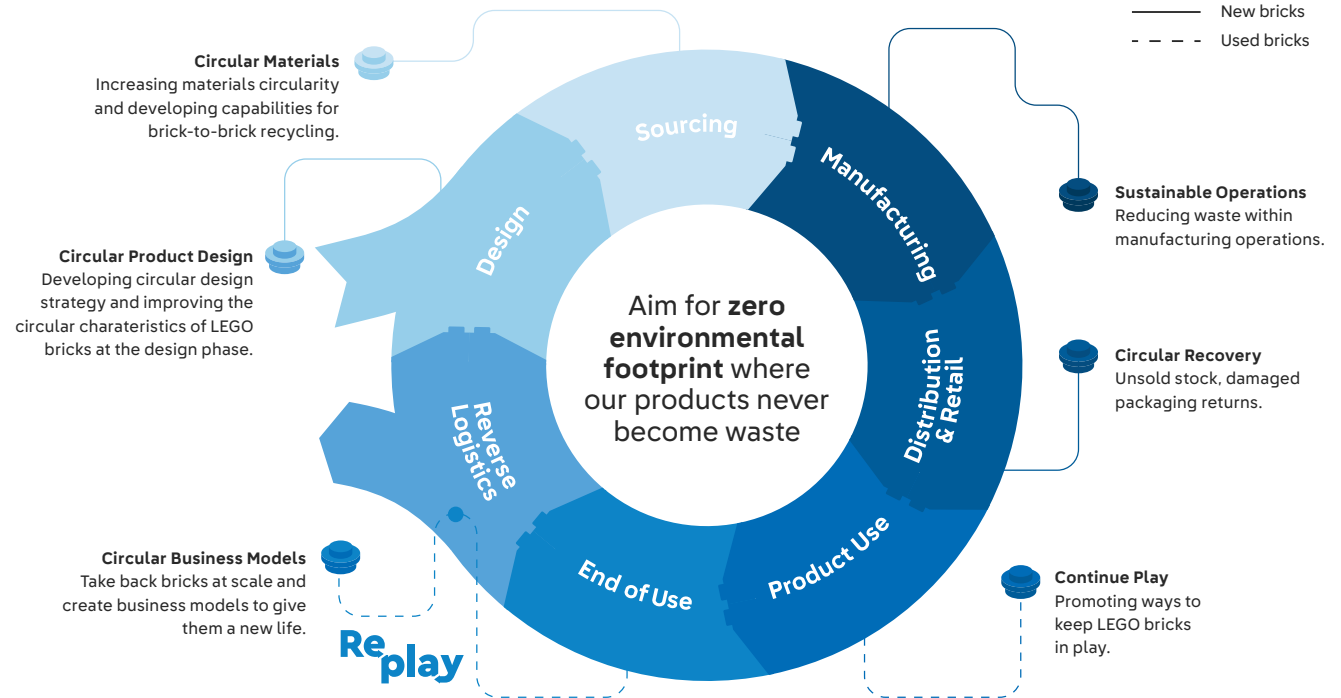 New bricks
Used bricks
Circular Materials
Increasing materials circularity
and developing capabilities for
brick-to-brick recycling.
Circular Product Design
Developing circular design
strategy and improving the
circular charateristics of LEGO
bricks at the design phase.
Circular Business Models
Take back bricks at scale and
create business models to give
them a new life.
Re
play
Sourcing
Manufacturing
Distribution
& Retail
Product Use
End of Use
Reverse
Logistics
Design
Aim for zero
environmental
footprint where
our products never
become waste
Sustainable Operations
Reducing waste within
manufacturing operations.
Circular Recovery
Unsold stock, damaged
packaging returns.
Continue Play
Promoting ways to
keep LEGO bricks
in play.